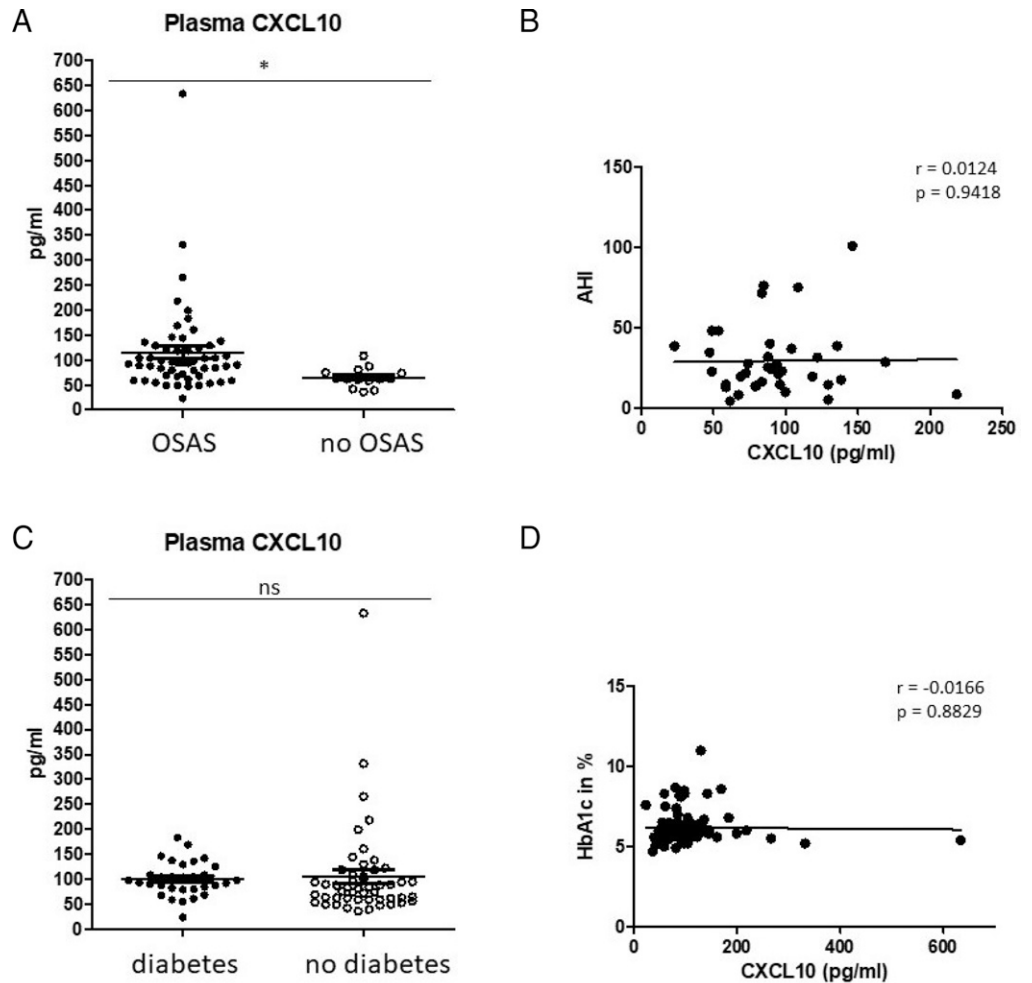 A
Plasma CXCL10
700
650
600
550
500
450
400
350
300
250
200
150
100
50
0
pg/ml
*
OSAS
no OSAS
B
150
100
50
0
AHI
r = 0.0124
p = 0.9418
0 50 100 150 200 250
CXCL10 (pg/ml)
C
Plasma CXCL10
700
650
600
550
500
450
400
350
300
250
200
150
100
50
0
pg/ml
ns
diabetes
no diabetes
D
15
10
5
0
HbA1c in %
r = -0.0166
p = 0.8829
0 200 400 600
CXCL10 (pg/ml)